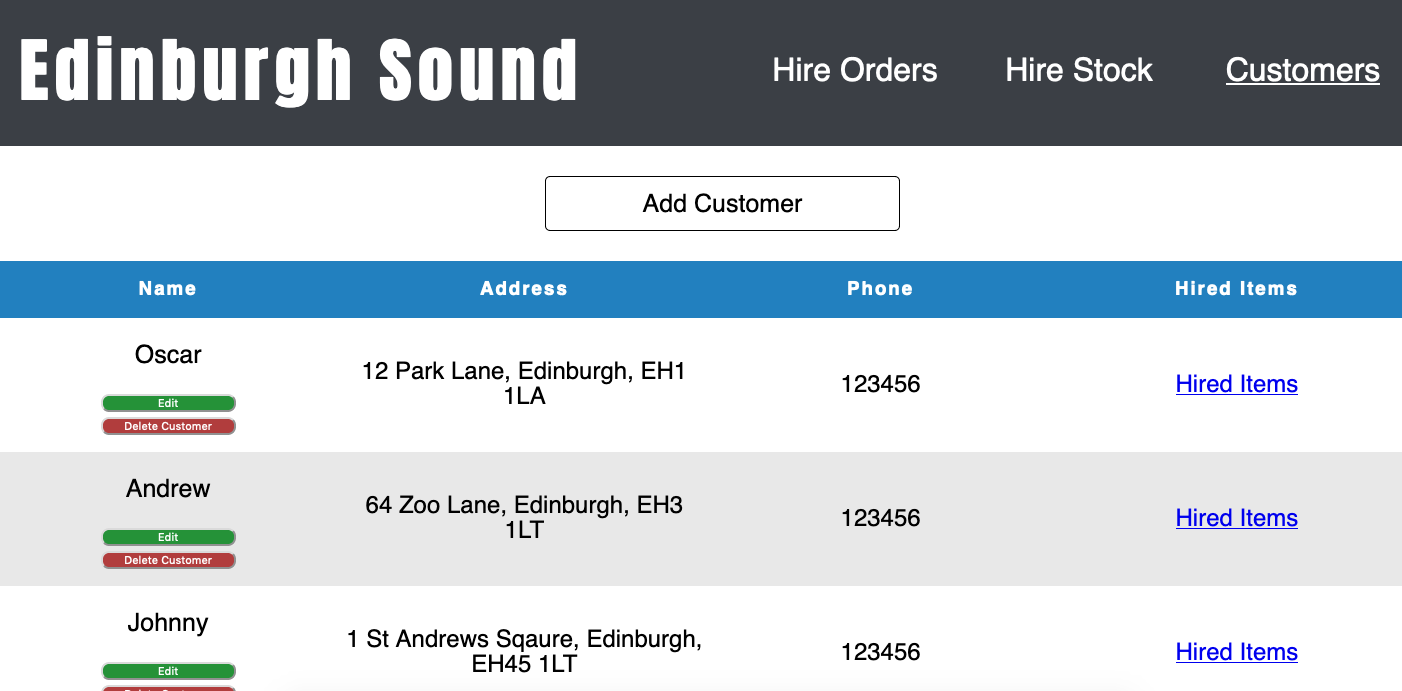 Edinburgh Sound
Hire Orders Hire Stock Customers
Add Customer
Name Address Phone Hired Items
Oscar
12 Park Lane, Edinburgh, EH1
1LA
123456
Hired Items
Edit
Delete Customer
Andrew
64 Zoo Lane, Edinburgh, EH3
1LT
123456
Hired Items
Edit
Delete Customer
Johnny
1 St Andrews Sqaure, Edinburgh,
EH45 1LT
123456
Hired Items
Edit